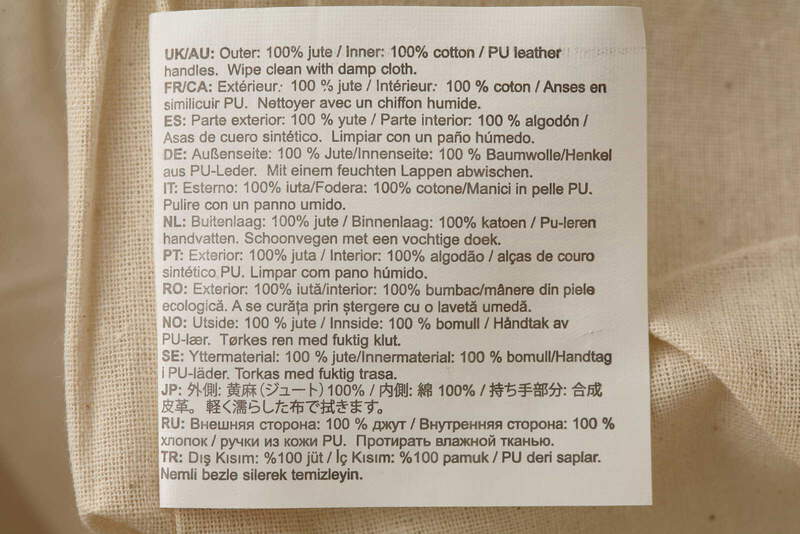 UK/AU: Outer: 100% jute / Inner: 100% cotton / PU leather
handles. Wipe clean with damp cloth.
FR/CA: Extérieur: 100 % jute / Intérieur: 100 % coton / Anses en
similicuir PU. Nettoyer avec un chiffon humide.
ES: Parte exterior: 100 % yute / Parte interior: 100 % algodón /
Asas de cuero sintético. Limpiar con un paño húmedo.
DE: Außenseite: 100 % Jute/Innenseite: 100 % Baumwolle/Henkel
aus PU-Leder. Mit einem feuchten Lappen abwischen.
IT: Esterno: 100% iuta/Fodera: 100% cotone/Manici in pelle PU.
Pulire con un panno umido.
NL: Buitenlaag: 100% jute / Binnenlaag: 100% katoen / Pu-leren
handvatten. Schoonvegen met een vochtige doek.
PT: Exterior: 100% juta / Interior: 100% algodão / alças de couro
sintético PU. Limpar com pano húmido.
RO: Exterior: 100% iută/interior: 100% bumbac/mânere din piele
ecologică. A se curăța prin ștergere cu o lavetă umedă.
NO: Utside: 100 % jute / Innside: 100 % bomull / Håndtak av
PU-lær. Tørkes ren med fuktig klut.
SE: Yttermaterial: 100 % jute/Innermaterial: 100 % bomull/Handtag
i PU-läder. Torkas med fuktig trasa.
JP: 外側: 黄麻（ジュート）100% / 内側: 綿 100% / 持ち手部分: 合成
皮革。 軽く濡らした布で拭きます。
RU: Внешняя сторона: 100 % джут / Внутренняя сторона: 100 %
хлопок / ручки из кожи PU. Протирать влажной тканью.
TR: Dış Kısım: %100 jüt / İç Kısım: %100 pamuk / PU deri saplar.
Nemli bezle silerek temizleyin.